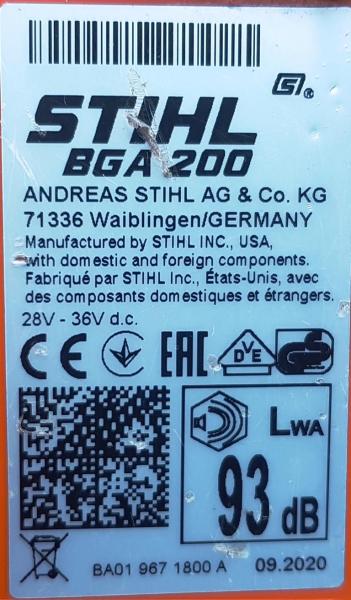 STIHL
BGA 200
ANDREAS STIHL AG & Co. KG
71336 Waiblingen/GERMANY
Manufactured by STIHL INC., USA,
with domestic and foreign components.
Fabriqué par STIHL Inc., États-Unis, avec
des composants domestiques et étrangers.
28V - 36V d.c.
CE EAC DVE GS
LWA
93 dB
BA01 967 1800 A 09.2020